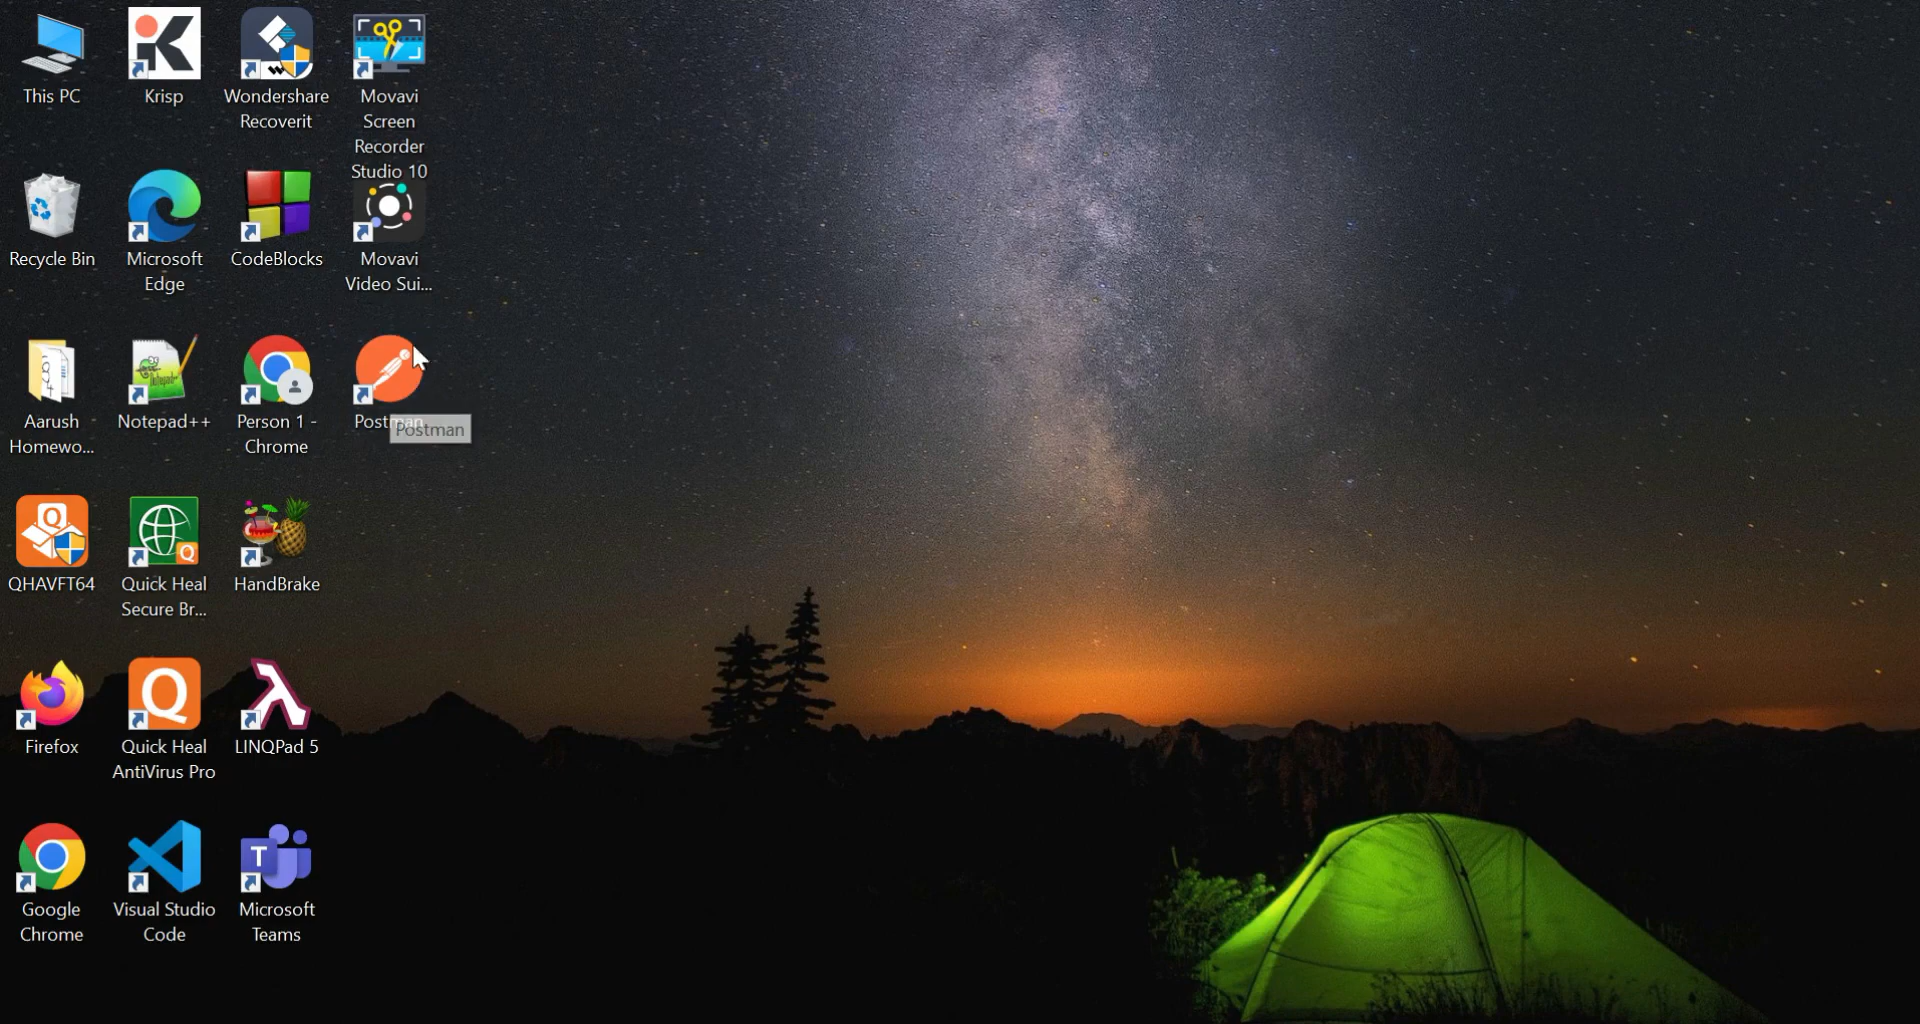 This PC
Krisp
Wondershare
Recoverit
Movavi
Screen
Recorder
Studio 10
Recycle Bin
Microsoft
Edge
CodeBlocks
Movavi
Video Sui...
Aarush
Homewo...
Notepad++
Person 1 -
Chrome
Postman
Postman
QHAVFT64
Quick Heal
Secure Br...
HandBrake
Firefox
Quick Heal
AntiVirus Pro
LINQPad 5
Google
Chrome
Visual Studio
Code
Microsoft
Teams